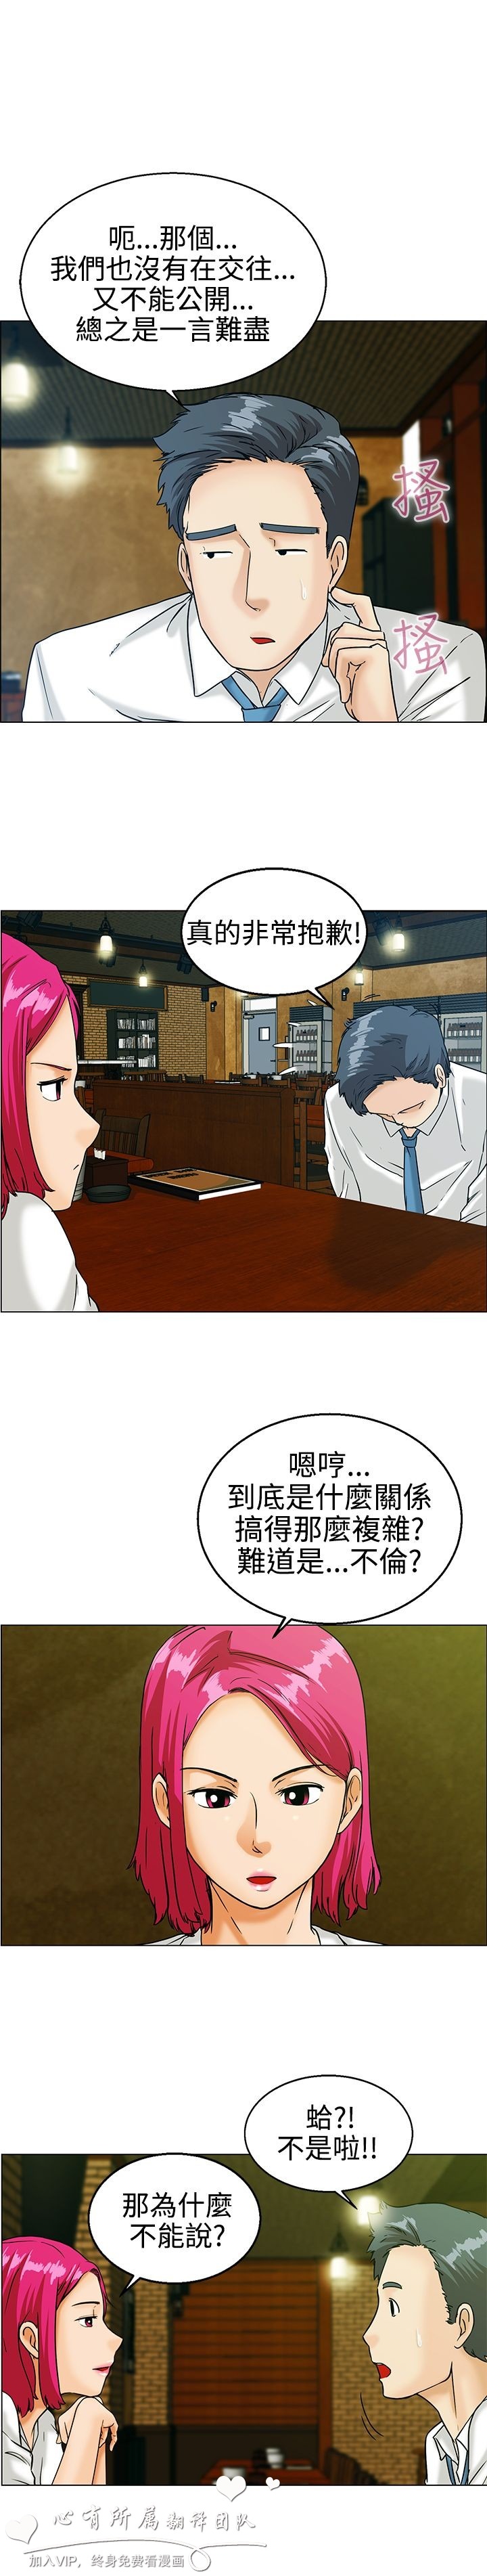 呃...那個...
我們也沒有在交往...
又不能公開...
總之是一言難盡
搔
搔
真的非常抱歉!
嗯哼...
到底是什麼關係
搞得那麼複雜?
難道是...不倫?
蛤?!
不是啦!!
那為什麼
不能說?
心有所属翻译团队
加入VIP，终身免费看漫画